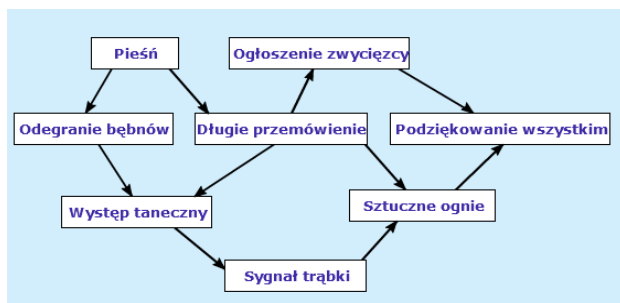 Pieśń
Ogłoszenie zwycięzcy
Odegranie bębnów
Długie przemówienie
Podziękowanie wszystkim
Występ taneczny
Sztuczne ognie
Sygnał trąbki